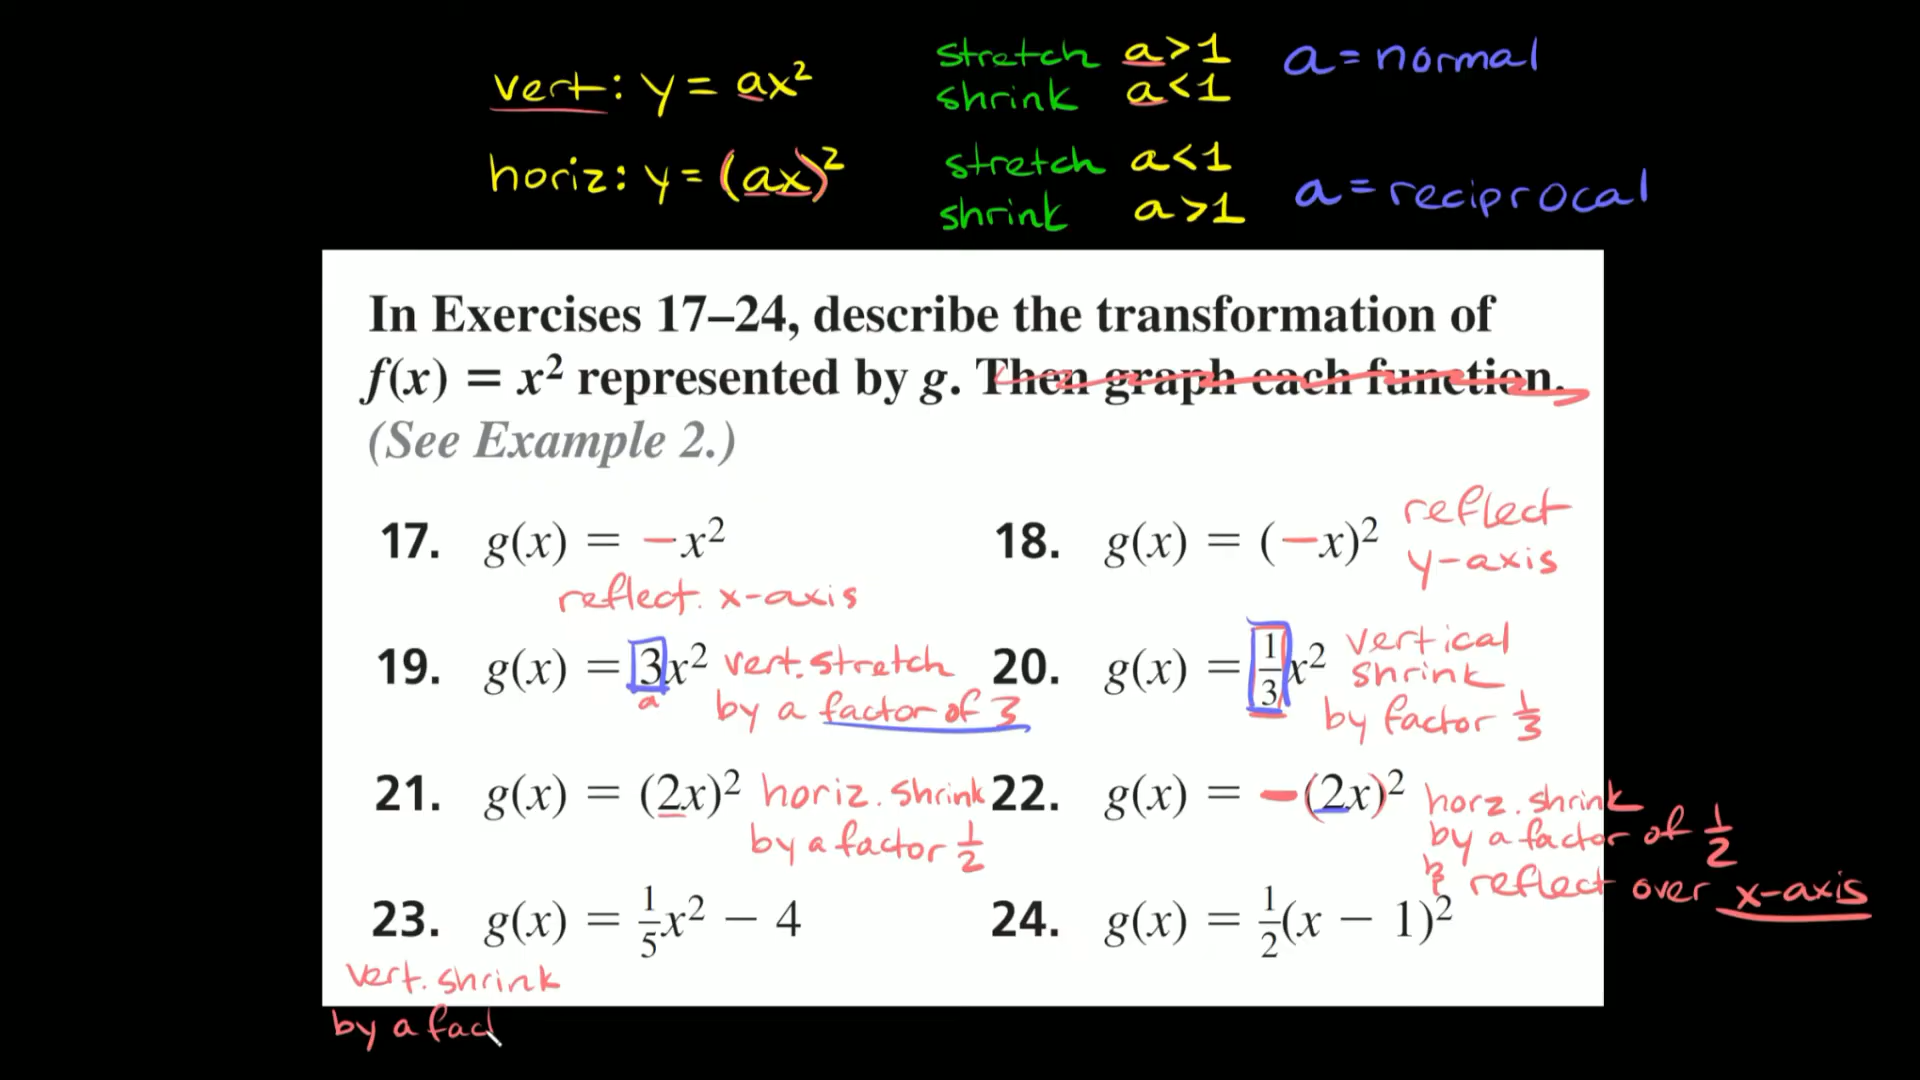 vert: y = ax²
stretch a>1
shrink a<1
a = normal
horiz: y = (ax)²
stretch a<1
shrink a>1
a = reciprocal
In Exercises 17–24, describe the transformation of
f(x) = x² represented by g. Then graph each function.
(See Example 2.)
17. g(x) = −x²
reflect. x-axis
18. g(x) = (−x)²
reflect
y-axis
19. g(x) = 3x²
a
vert. stretch
by a factor of 3
20. g(x) = 1/3 x²
vertical
shrink
by factor 1/3
21. g(x) = (2x)²
horiz. shrink
by a factor 1/2
22. g(x) = −(2x)²
horz. shrink
by a factor of 1/2
& reflect over x-axis
23. g(x) = 1/5 x² − 4
vert. shrink
by a fac
24. g(x) = 1/2 (x − 1)²